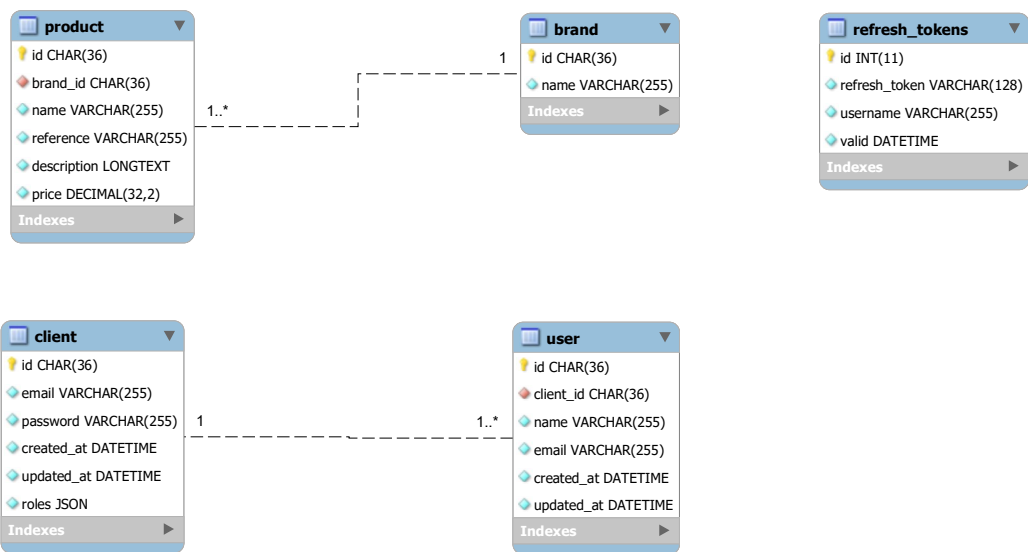 product
id CHAR(36)
brand_id CHAR(36)
name VARCHAR(255)
reference VARCHAR(255)
description LONGTEXT
price DECIMAL(32,2)
Indexes
1..*
1
brand
id CHAR(36)
name VARCHAR(255)
Indexes
refresh_tokens
id INT(11)
refresh_token VARCHAR(128)
username VARCHAR(255)
valid DATETIME
Indexes
client
id CHAR(36)
email VARCHAR(255)
password VARCHAR(255)
created_at DATETIME
updated_at DATETIME
roles JSON
Indexes
1
1..*
user
id CHAR(36)
client_id CHAR(36)
name VARCHAR(255)
email VARCHAR(255)
created_at DATETIME
updated_at DATETIME
Indexes